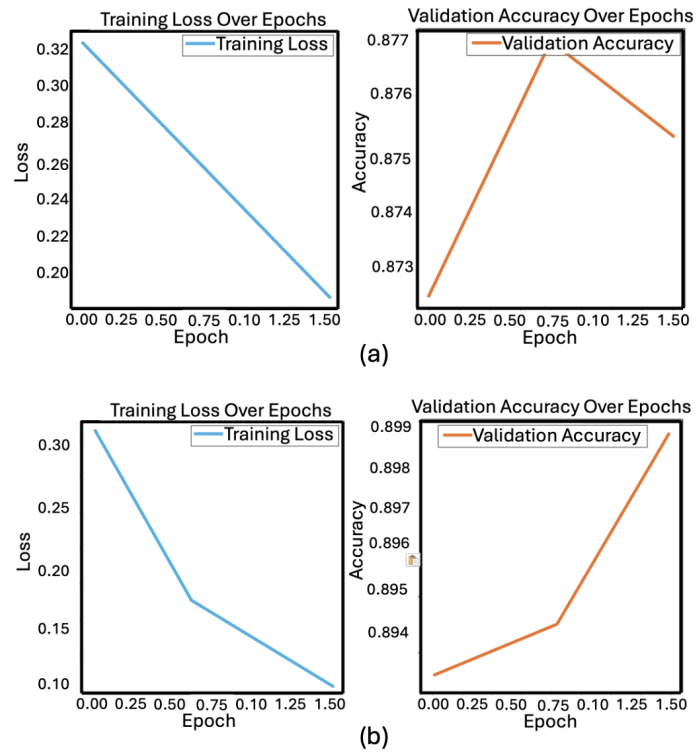 Training Loss Over Epochs
Training Loss
0.32
0.30
0.28
0.26
0.24
0.22
0.20
Loss
0.00 0.25 0.50 0.75 0.10 1.25 1.50
Epoch
Validation Accuracy Over Epochs
Validation Accuracy
0.877
0.876
0.875
0.874
0.873
Accuracy
0.00 0.25 0.50 0.75 0.10 1.25 1.50
Epoch
(a)
Training Loss Over Epochs
Training Loss
0.30
0.25
0.20
0.15
0.10
Loss
0.00 0.25 0.50 0.75 0.10 1.25 1.50
Epoch
Validation Accuracy Over Epochs
Validation Accuracy
0.899
0.898
0.897
0.896
0.895
0.894
Accuracy
0.00 0.25 0.50 0.75 0.10 1.25 1.50
Epoch
(b)